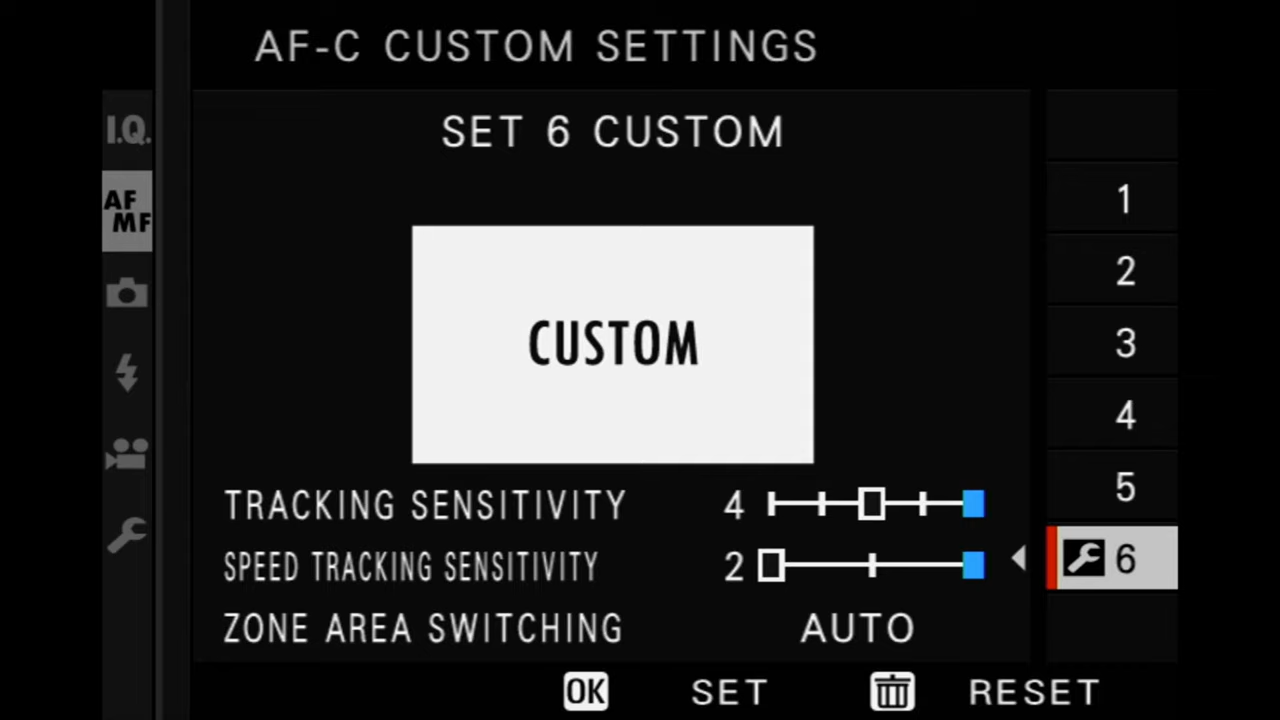 AF-C CUSTOM SETTINGS
I.Q.
AF
MF
SET 6 CUSTOM
CUSTOM
TRACKING SENSITIVITY 4
SPEED TRACKING SENSITIVITY 2
ZONE AREA SWITCHING AUTO
1
2
3
4
5
6
OK SET RESET